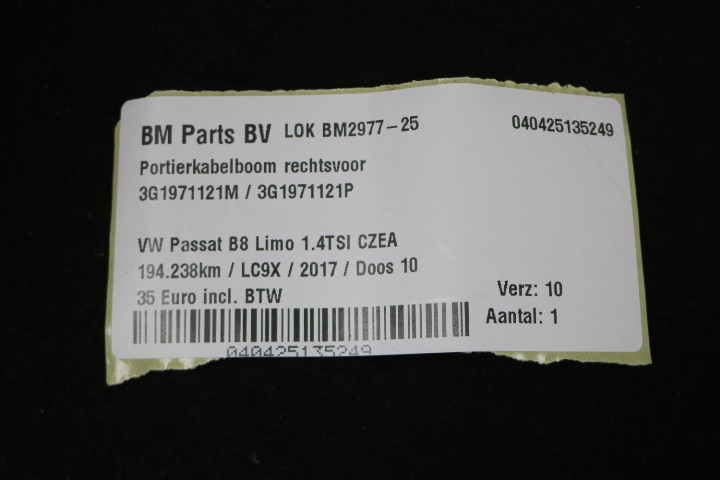 BM Parts BV LOK BM2977-25 040425135249
Portierkabelboom rechtsvoor
3G1971121M / 3G1971121P
VW Passat B8 Limo 1.4TSI CZEA
194.238km / LC9X / 2017 / Doos 10
35 Euro incl. BTW
Verz: 10
Aantal: 1
040425135249